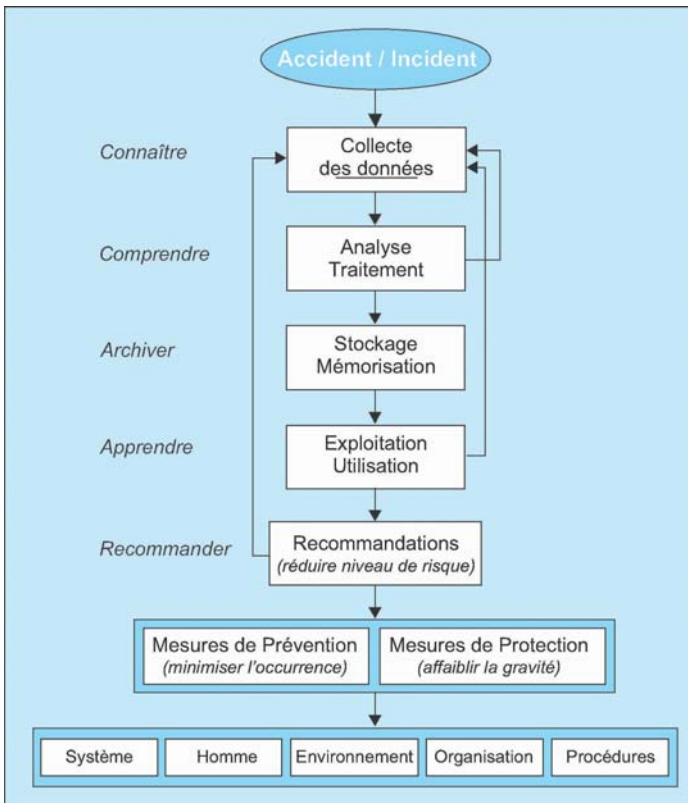 Accident / Incident
Connaître
Collecte
des données
Comprendre
Analyse
Traitement
Archiver
Stockage
Mémorisation
Apprendre
Exploitation
Utilisation
Recommander
Recommandations
(réduire niveau de risque)
Mesures de Prévention
(minimiser l'occurrence)
Mesures de Protection
(affaiblir la gravité)
Système
Homme
Environnement
Organisation
Procédures